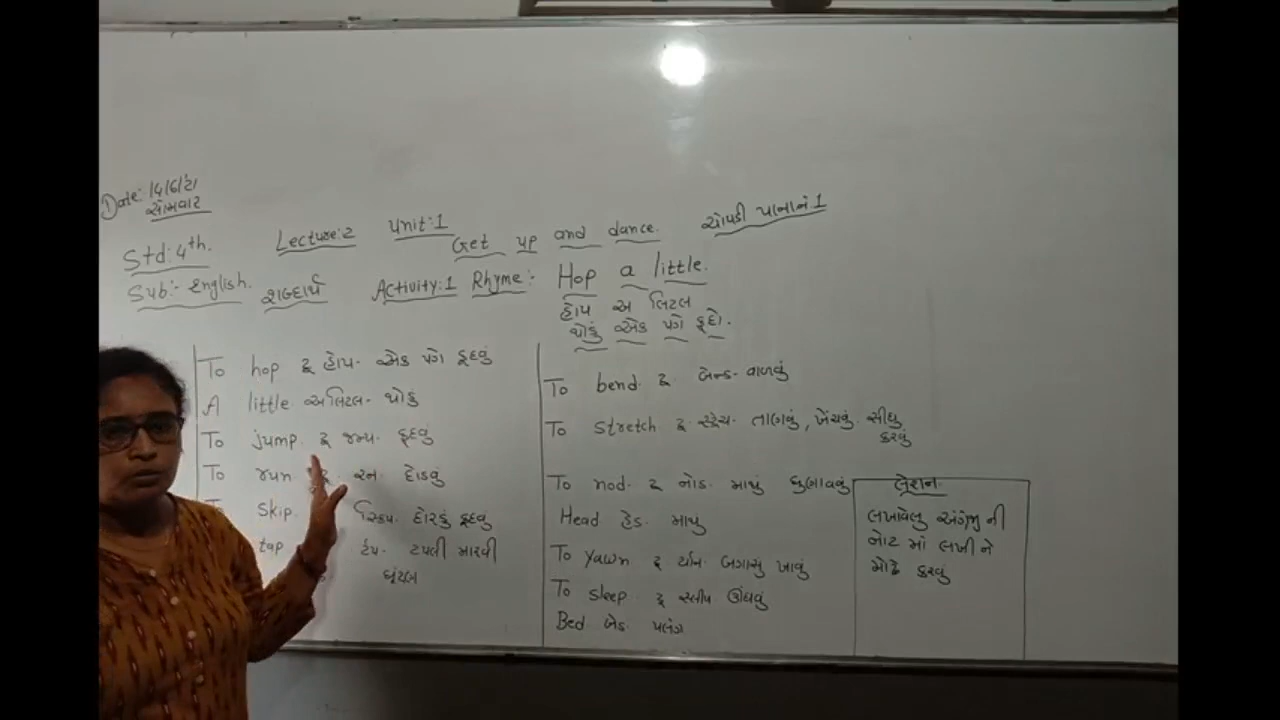 Date: 14/6/21
સોમવાર
Std: 4th. Lecture: 2 Unit: 1 Get up and dance. ચોપડી પાનાનં 1
Sub:- English. શબ્દાર્થ Activity: 1 Rhyme:- Hop a little.
હોપ અ લિટલ
થોડું એક પગે કૂદો.
To hop ટૂ હોપ- એક પગે કૂદવું
A little અ લિટલ- થોડું
To jump. ટૂ જમ્પ કૂદવું
To run ટૂ. રન દોડવું
skip. સ્કિપ દોરડું કૂદવું
tap ટેપ- ટપલી મારવી
To bend ટૂ બેન્ડ- વાળવું
To stretch ટૂ સ્ટ્રેચ- તાણવું, ખેંચવું સીધુ
કરવું
To nod. ટૂ નોડ. માથું ધુણાવવું
Head હેડ. માથું
To yawn ટૂ યૉન બગાસુ ખાવું
To sleep. ટૂ સ્લીપ ઊંઘવું
Bed બેડ પલંગ
લેશન
લખાવેલુ અંગ્રેજી ની
નોટ માં લખી ને
મોઢે કરવું